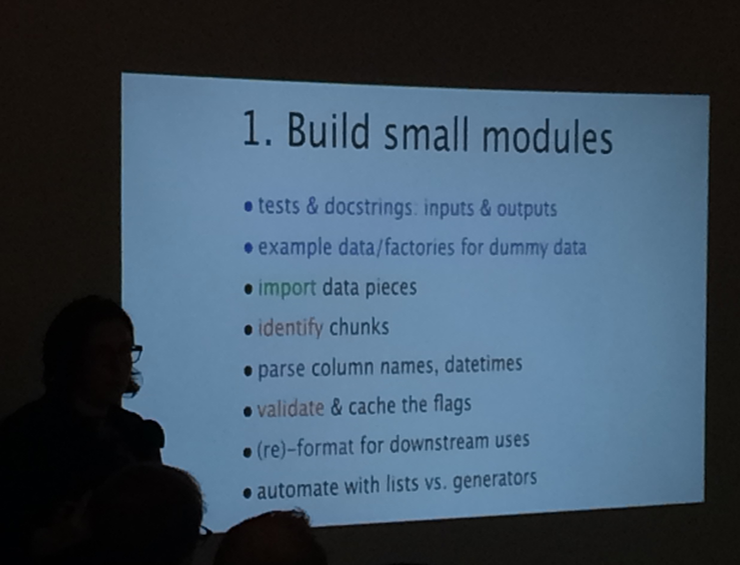 1. Build small modules
• tests & docstrings: inputs & outputs
• example data/factories for dummy data
• import data pieces
• identify chunks
• parse column names, datetimes
• validate & cache the flags
• (re)-format for downstream uses
• automate with lists vs. generators